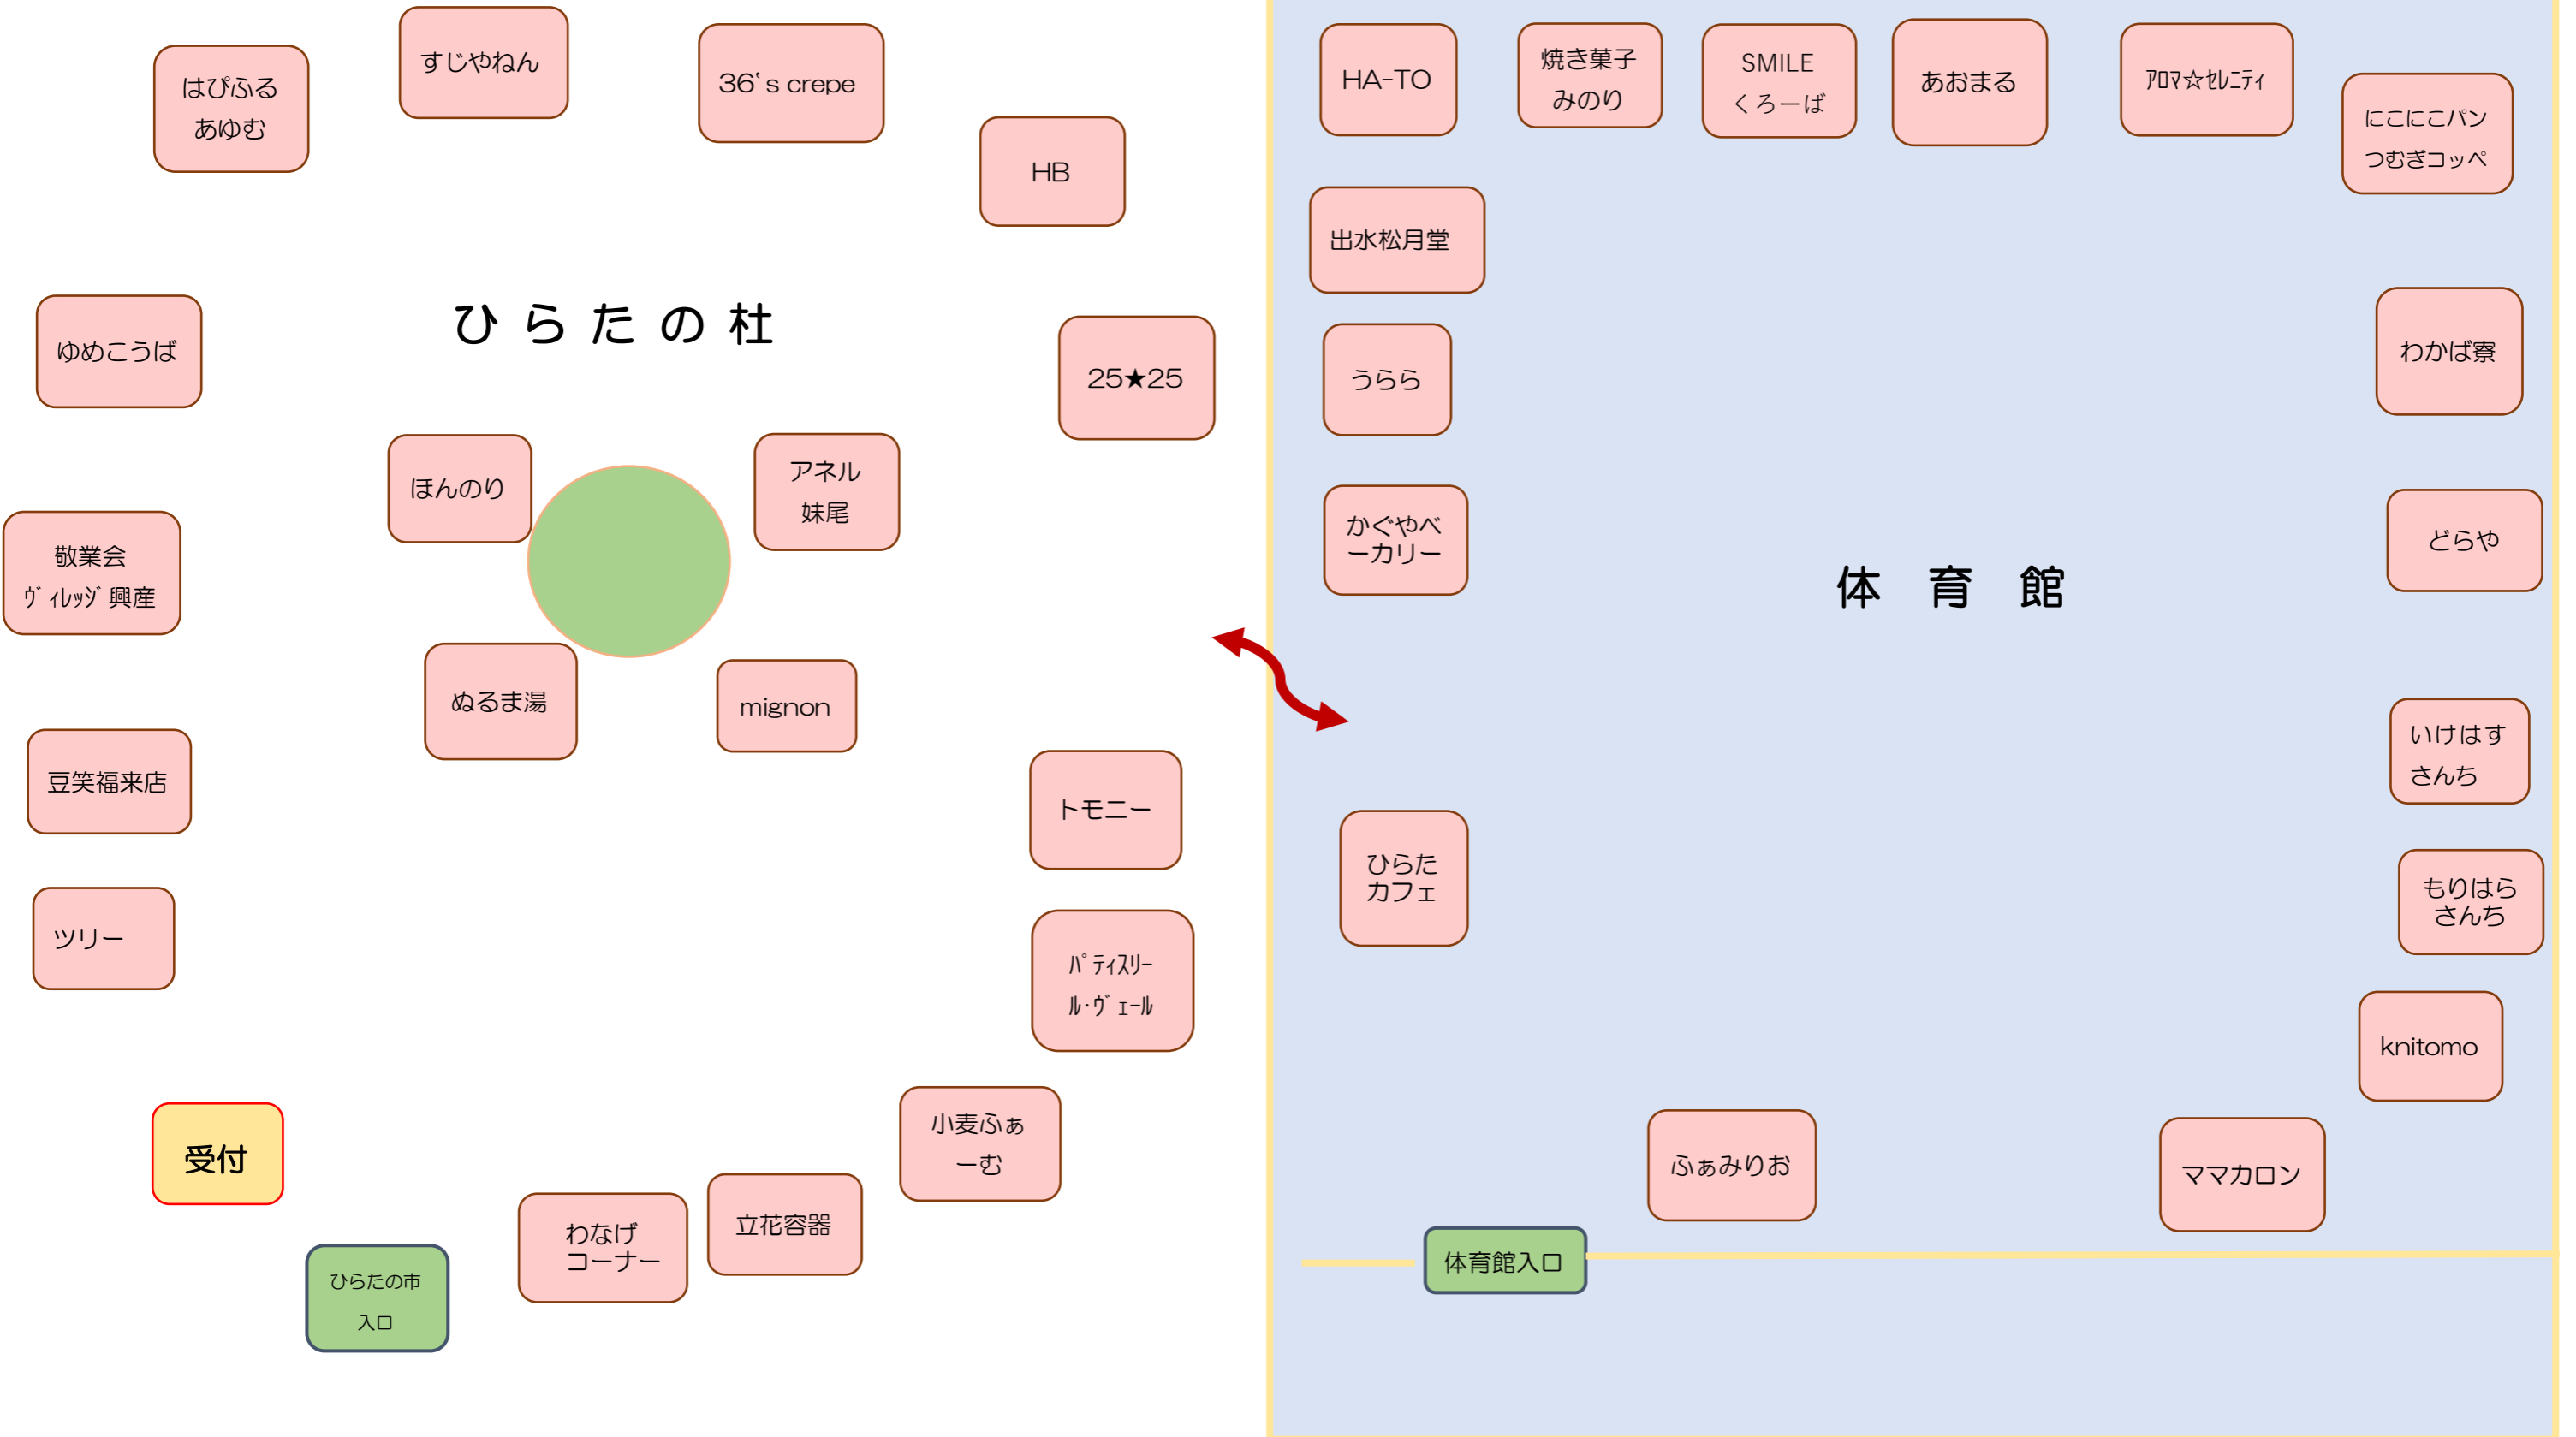 はぴふる
あゆむ
すじやねん
36‘s crepe
HB
ひらたの杜
ゆめこうば
25★25
ほんのり
アネル
妹尾
敬業会
ｳﾞｨﾚｯｼﾞ興産
ぬるま湯
mignon
豆笑福来店
トモニー
ツリー
ﾊﾟﾃｨｽﾘｰ
ﾙ･ｳﾞｪｰﾙ
小麦ふぁ
ーむ
受付
立花容器
わなげ
コーナー
ひらたの市
入口
HA-TO
焼き菓子
みのり
SMILE
くろーば
あおまる
ｱﾛﾏ☆ｾﾚﾆﾃｨ
にこにこパン
つむぎコッペ
出水松月堂
うらら
わかば寮
かぐやベ
ーカリー
どらや
体 育 館
いけはす
さんち
ひらた
カフェ
もりはら
さんち
knitomo
ふぁみりお
ママカロン
体育館入口